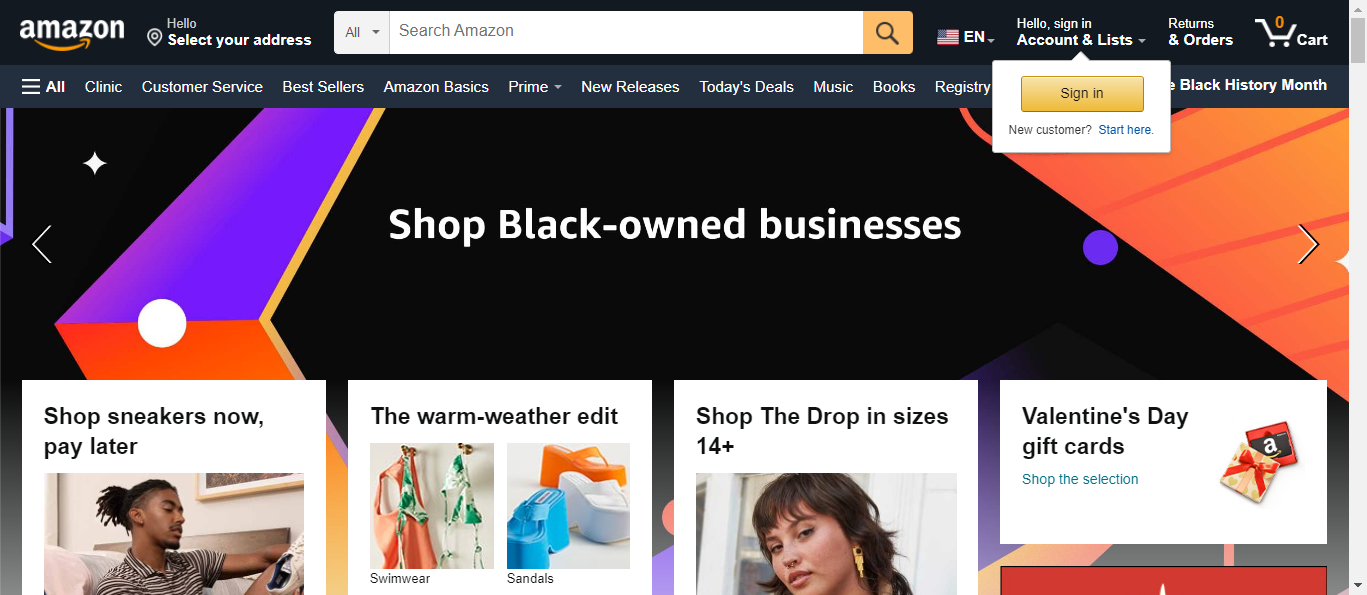 amazon
Hello
Select your address
All
Search Amazon
EN
Hello, sign in
Account & Lists
Returns
& Orders
0
Cart
All
Clinic
Customer Service
Best Sellers
Amazon Basics
Prime
New Releases
Today's Deals
Music
Books
Registry
e Black History Month
Sign in
New customer? Start here.
Shop Black-owned businesses
Shop sneakers now,
pay later
The warm-weather edit
Swimwear
Sandals
Shop The Drop in sizes
14+
Valentine's Day
gift cards
Shop the selection
a